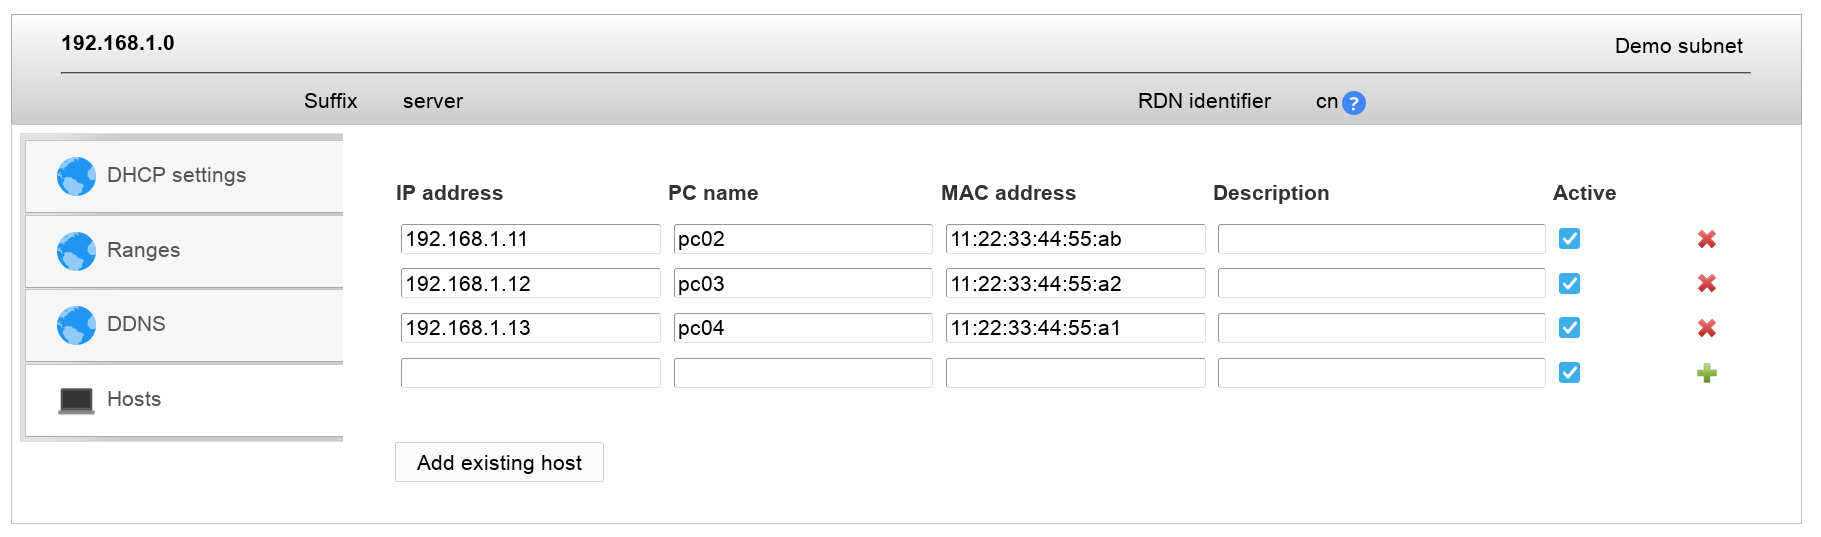 192.168.1.0
Demo subnet
Suffix server RDN identifier cn ?
DHCP settings
Ranges
DDNS
Hosts
IP address PC name MAC address Description Active
192.168.1.11 pc02 11:22:33:44:55:ab
192.168.1.12 pc03 11:22:33:44:55:a2
192.168.1.13 pc04 11:22:33:44:55:a1
Add existing host